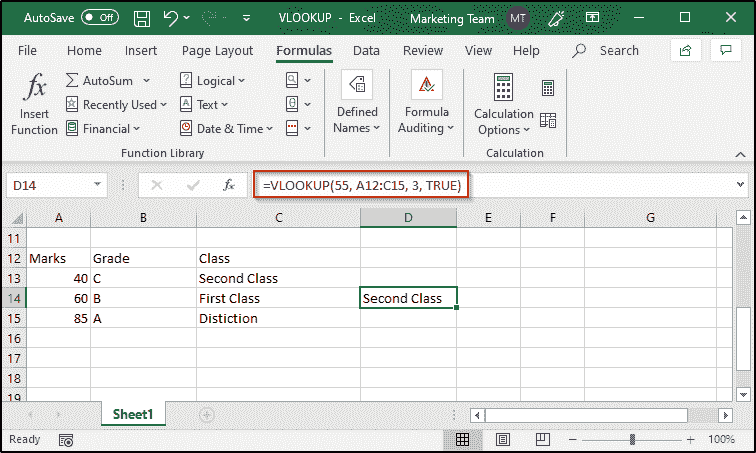 AutoSave Off VLOOKUP - Excel Marketing Team MT
File Home Insert Page Layout Formulas Data Review View Help Search
fx Insert Function
∑ AutoSum
Recently Used
Financial
Logical
Text
Date & Time
Function Library
Defined Names
Formula Auditing
Calculation Options
Calculation
D14 fx =VLOOKUP(55, A12:C15, 3, TRUE)
A B C D E F G
11
12 Marks Grade Class
13 40 C Second Class
14 60 B First Class Second Class
15 85 A Distiction
16
17
18
19
Sheet1
Ready 100%